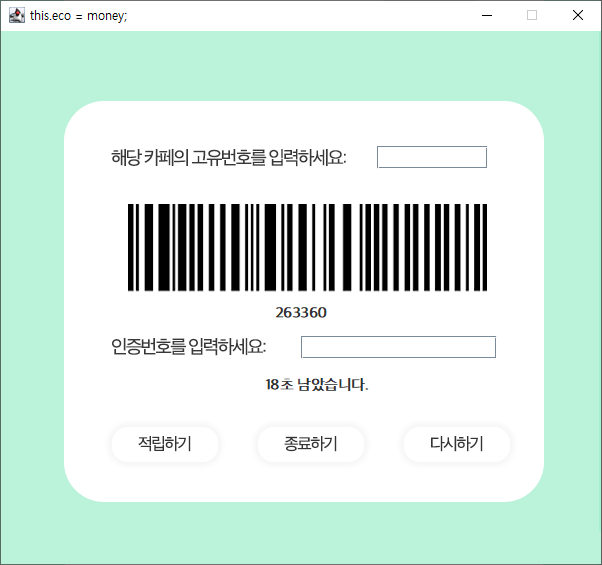 this.eco = money;
해당 카페의 고유번호를 입력하세요:
263360
인증번호를 입력하세요:
18초 남았습니다.
적립하기 종료하기 다시하기